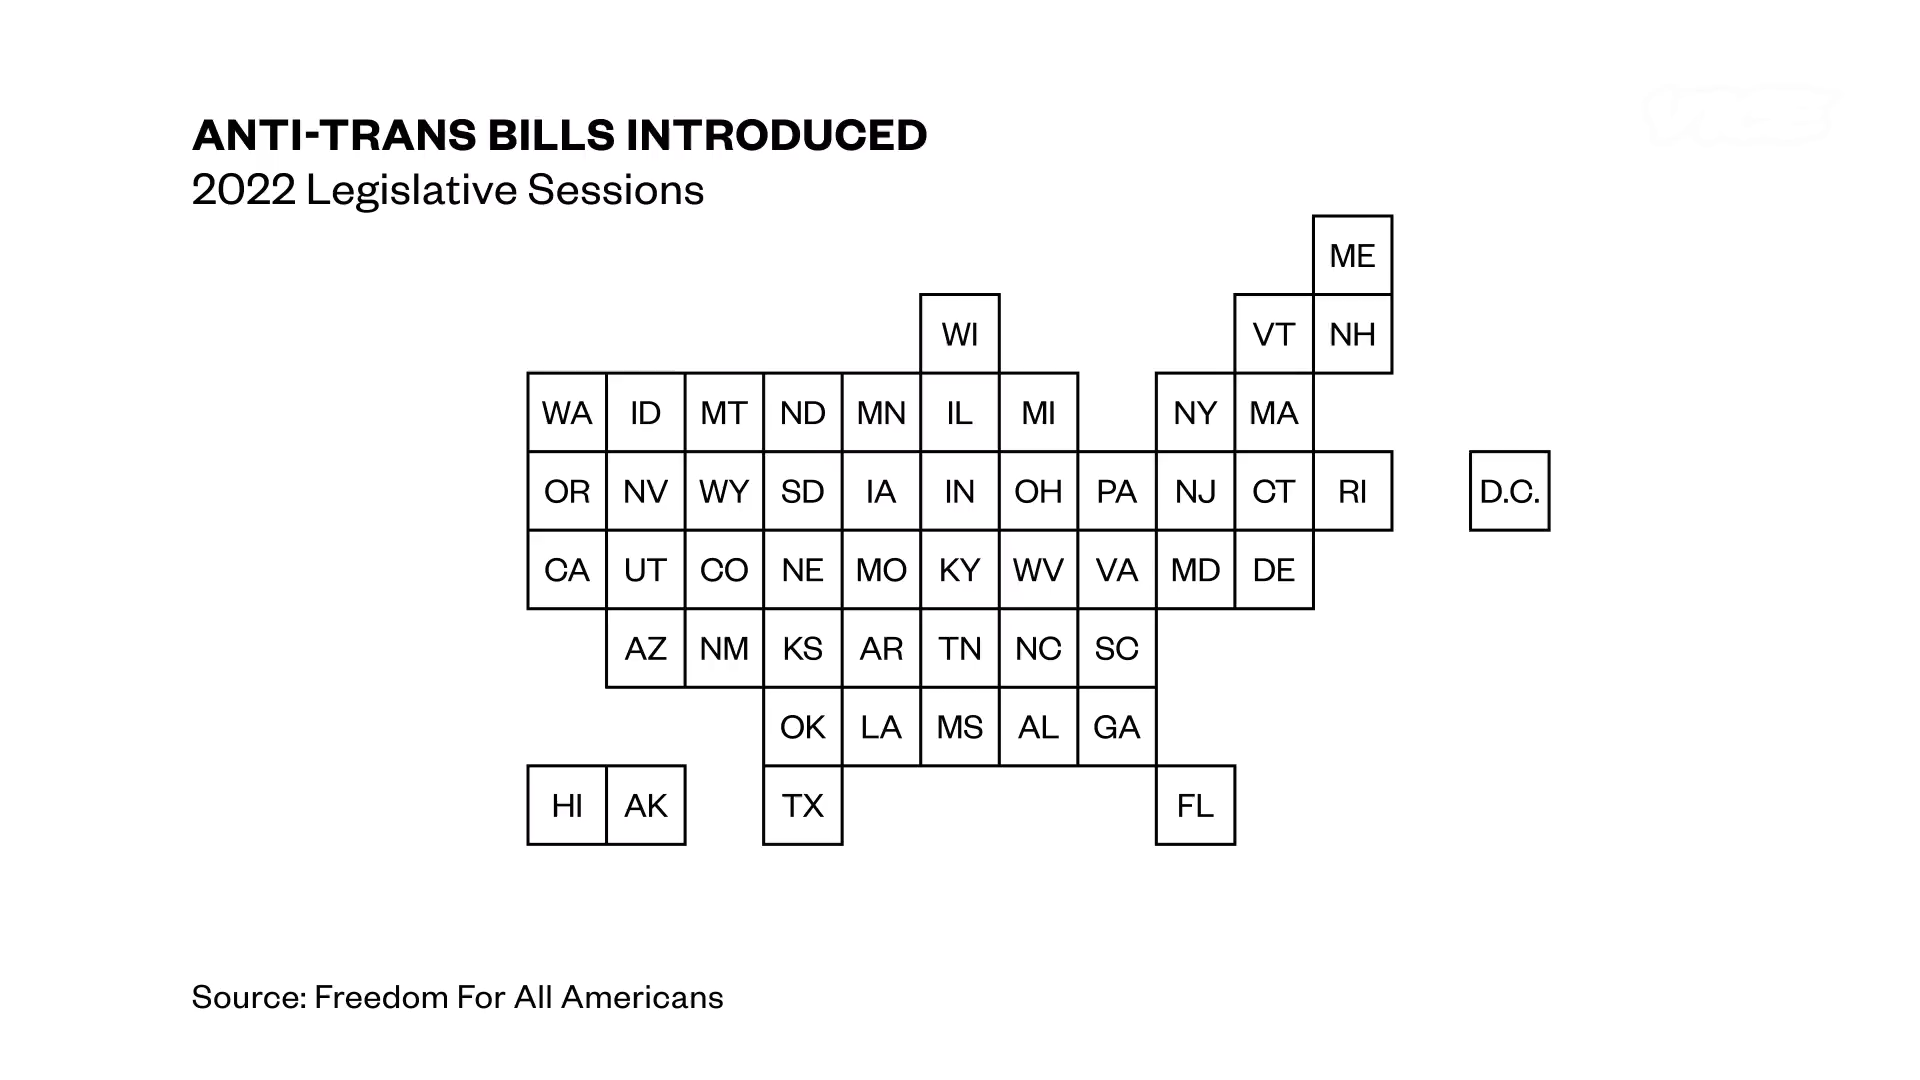 ANTI-TRANS BILLS INTRODUCED
2022 Legislative Sessions
VICE
ME
WI VT NH
WA ID MT ND MN IL MI NY MA
OR NV WY SD IA IN OH PA NJ CT RI D.C.
CA UT CO NE MO KY WV VA MD DE
AZ NM KS AR TN NC SC
OK LA MS AL GA
HI AK TX FL
Source: Freedom For All Americans